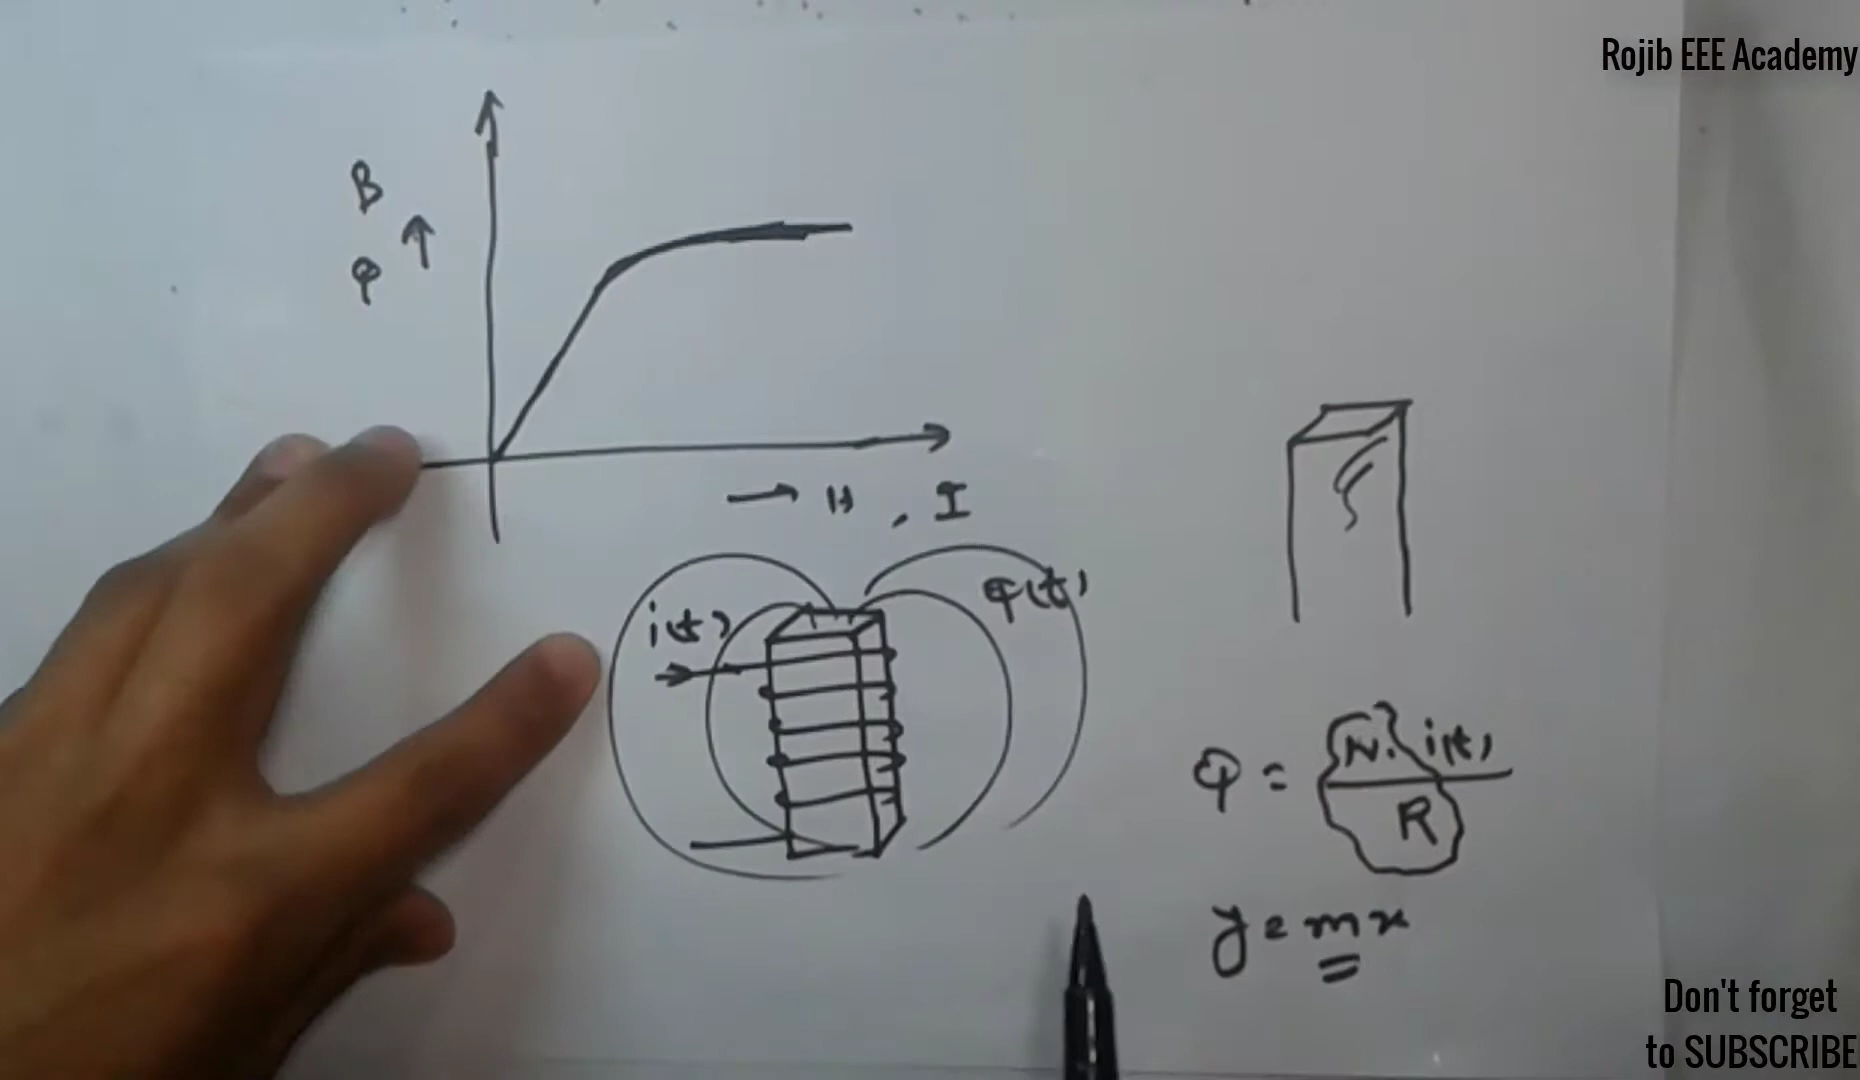 Rojib EEE Academy
B
φ ↑
→ H , I
i(t)
φ(t)
φ = N. i(t) / R
y = mx
Don't forget
to SUBSCRIBE